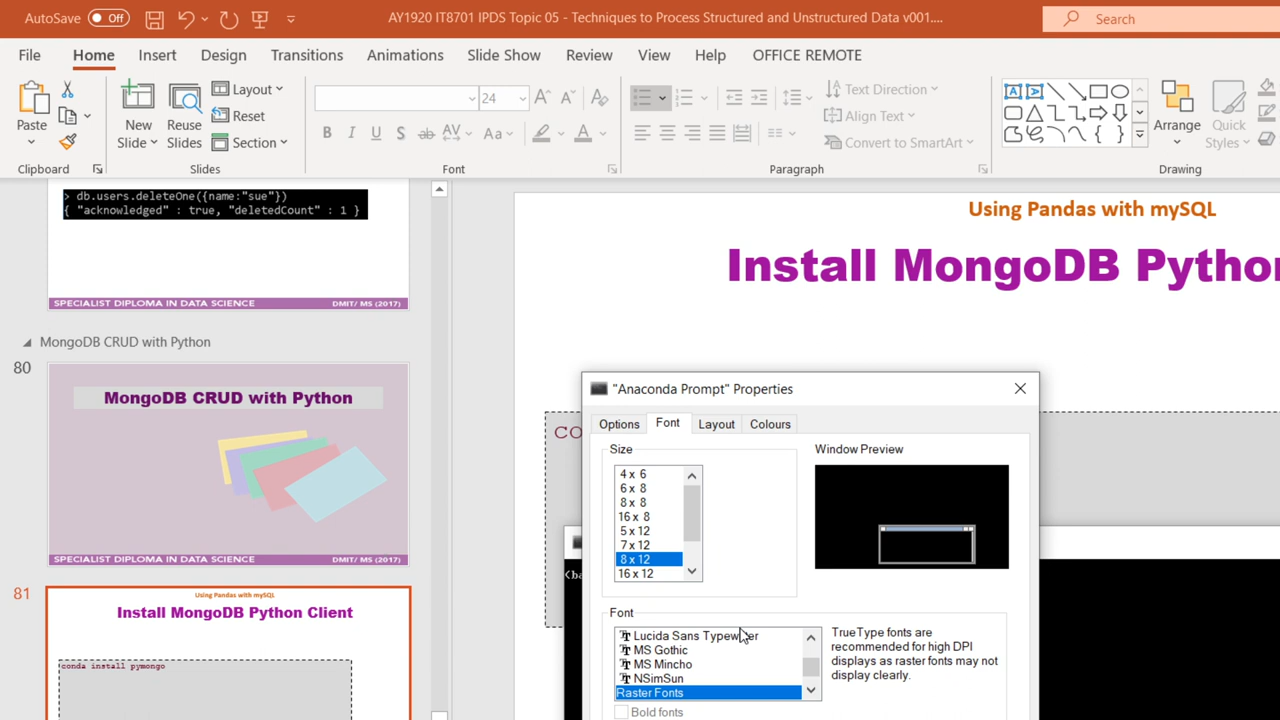 AutoSave Off AY1920 IT8701 IPDS Topic 05 - Techniques to Process Structured and Unstructured Data v001.... Search
File Home Insert Design Transitions Animations Slide Show Review View Help OFFICE REMOTE
Paste
New Slide
Reuse Slides
Layout
Reset
Section
24
B I U S ab AV Aa A
Text Direction
Align Text
Convert to SmartArt
Arrange
Quick Styles
Clipboard Slides Font Paragraph Drawing
> db.users.deleteOne({name:"sue"})
{ "acknowledged" : true, "deletedCount" : 1 }
SPECIALIST DIPLOMA IN DATA SCIENCE DMIT/ MS (2017)
MongoDB CRUD with Python
80
MongoDB CRUD with Python
SPECIALIST DIPLOMA IN DATA SCIENCE DMIT/ MS (2017)
81
Using Pandas with mySQL
Install MongoDB Python Client
conda install pymongo
Using Pandas with mySQL
Install MongoDB
"Anaconda Prompt" Properties
Options Font Layout Colours
Size
4 x 6
6 x 8
8 x 8
16 x 8
5 x 12
7 x 12
8 x 12
16 x 12
Window Preview
Font
Lucida Sans Typewriter
MS Gothic
MS Mincho
NSimSun
Raster Fonts
TrueType fonts are
recommended for high DPI
displays as raster fonts may not
display clearly.
Bold fonts